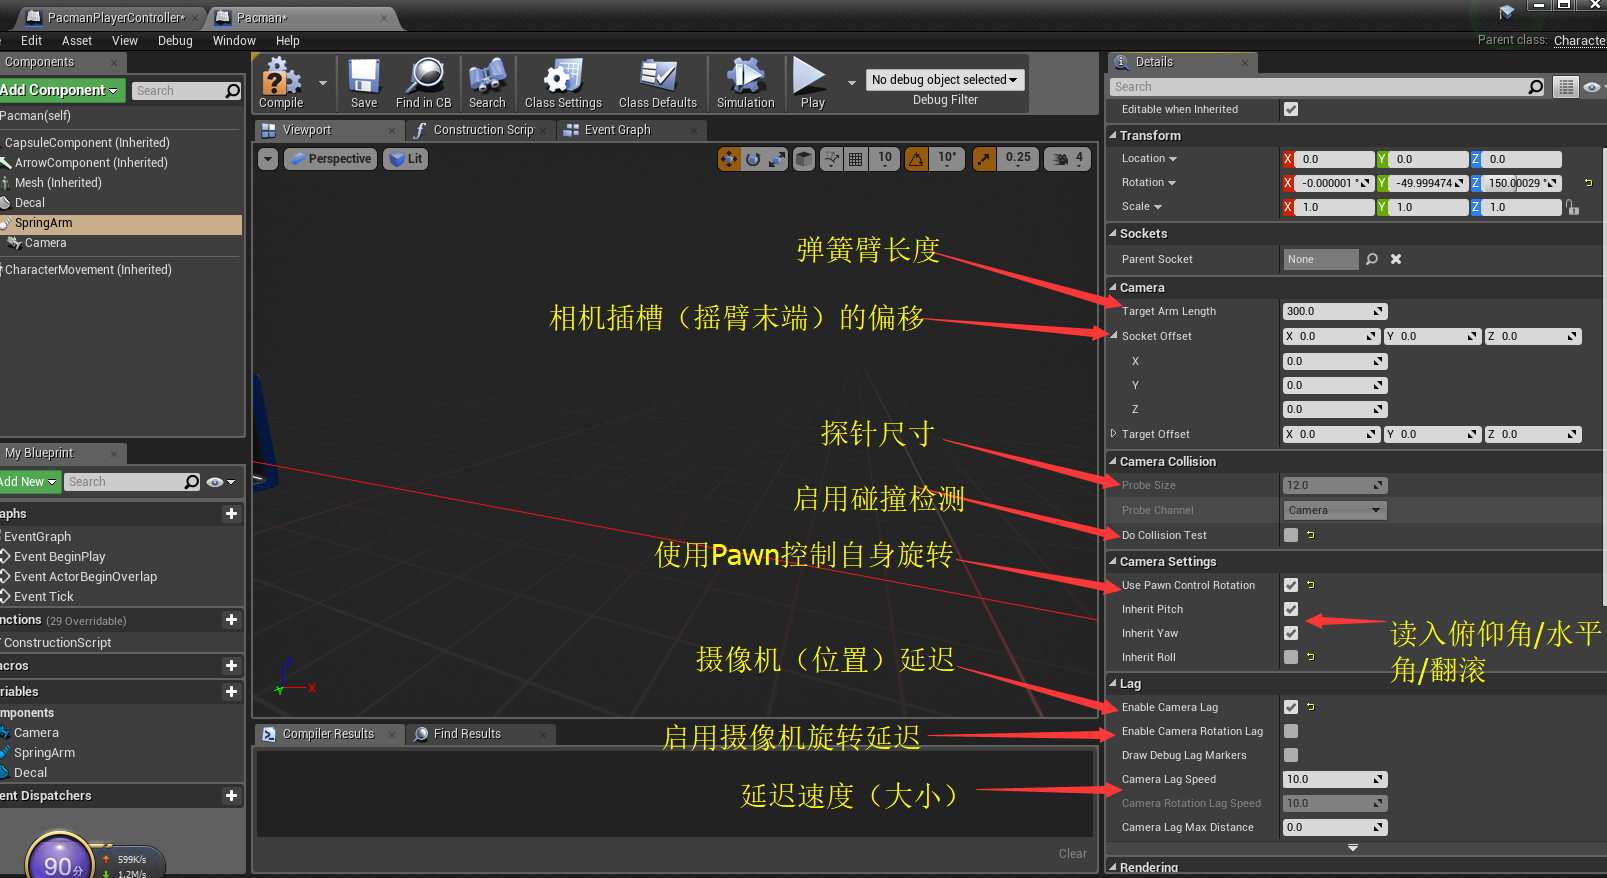 PacmanPlayerController*
Pacman*
Edit Asset View Debug Window Help
Parent class: Characte
Components
Add Component
Search
Pacman(self)
CapsuleComponent (Inherited)
ArrowComponent (Inherited)
Mesh (Inherited)
Decal
SpringArm
Camera
CharacterMovement (Inherited)
My Blueprint
Add New
Search
aphs
EventGraph
Event BeginPlay
Event ActorBeginOverlap
Event Tick
nctions (29 Overridable)
ConstructionScript
acros
riables
mponents
Camera
SpringArm
Decal
ent Dispatchers
90分
599K/s
1.2M/s
Compile
Save
Find in CB
Search
Class Settings
Class Defaults
Simulation
Play
No debug object selected
Debug Filter
Viewport
Construction Scrip
Event Graph
Perspective
Lit
10
10°
0.25
4
弹簧臂长度
相机插槽（摇臂末端）的偏移
探针尺寸
启用碰撞检测
使用Pawn控制自身旋转
摄像机（位置）延迟
启用摄像机旋转延迟
延迟速度（大小）
读入俯仰角/水平
角/翻滚
Z
X
Y
Compiler Results
Find Results
Clear
Details
Search
Editable when Inherited
Transform
Location X 0.0 Y 0.0 Z 0.0
Rotation X -0.000001 ° Y -49.999474 Z 150.00029 °
Scale X 1.0 Y 1.0 Z 1.0
Sockets
Parent Socket None
Camera
Target Arm Length 300.0
Socket Offset X 0.0 Y 0.0 Z 0.0
X 0.0
Y 0.0
Z 0.0
Target Offset X 0.0 Y 0.0 Z 0.0
Camera Collision
Probe Size 12.0
Probe Channel Camera
Do Collision Test
Camera Settings
Use Pawn Control Rotation
Inherit Pitch
Inherit Yaw
Inherit Roll
Lag
Enable Camera Lag
Enable Camera Rotation Lag
Draw Debug Lag Markers
Camera Lag Speed 10.0
Camera Rotation Lag Speed 10.0
Camera Lag Max Distance 0.0
Rendering